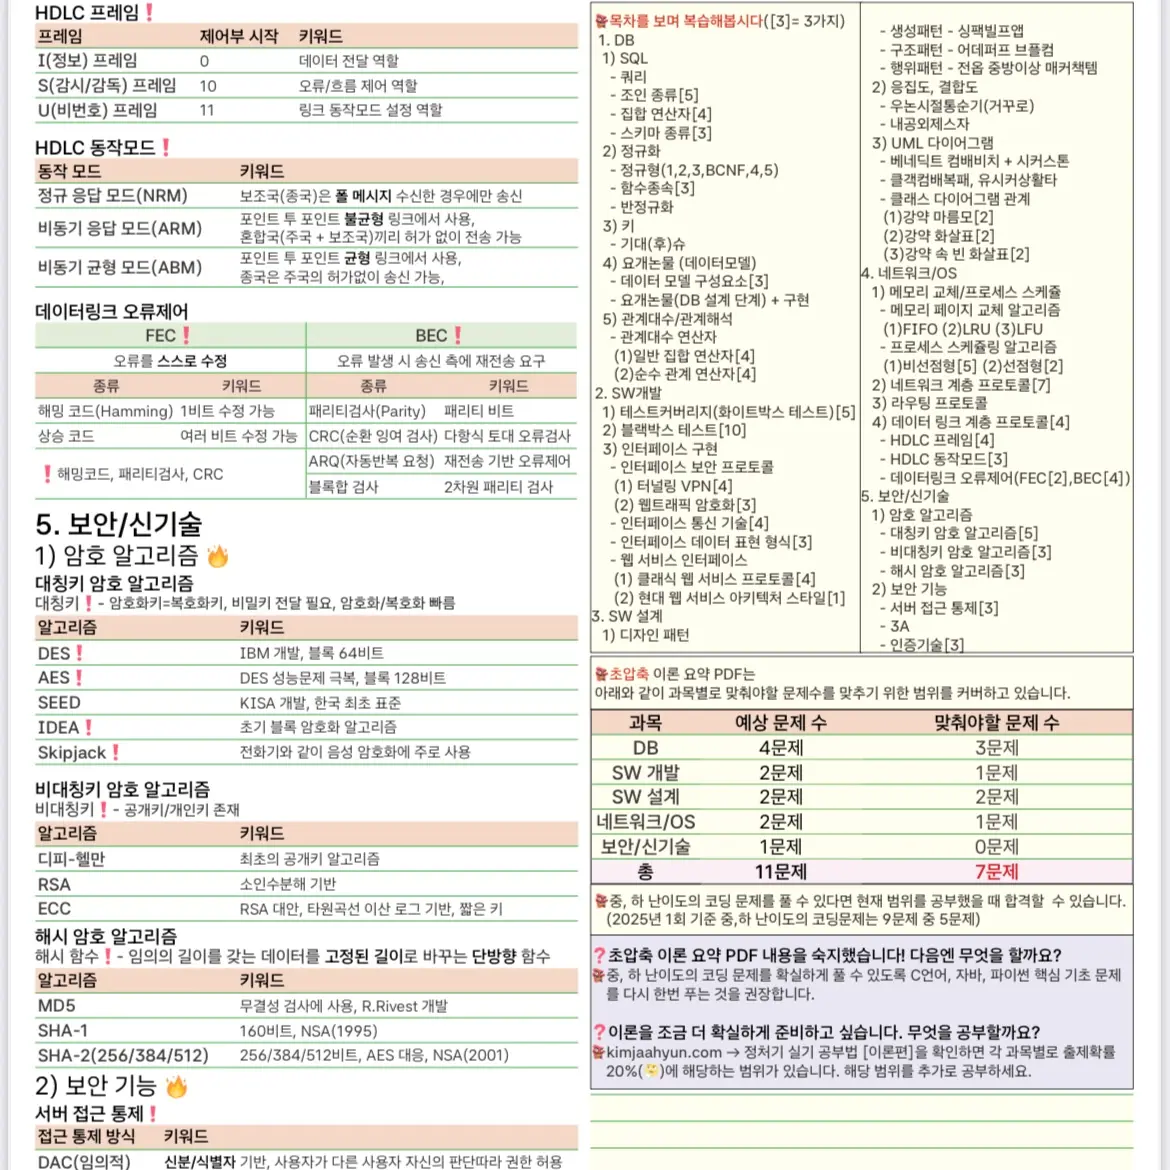 HDLC 프레임❗
프레임 제어부 시작 키워드
I(정보) 프레임 0 데이터 전달 역할
S(감시/감독) 프레임 10 오류/흐름 제어 역할
U(비번호) 프레임 11 링크 동작모드 설정 역할
HDLC 동작모드❗
동작 모드 키워드
정규 응답 모드(NRM) 보조국(종국)은 폴 메시지 수신한 경우에만 송신
비동기 응답 모드(ARM) 포인트 투 포인트 불균형 링크에서 사용,
혼합국(주국 + 보조국)끼리 허가 없이 전송 가능
비동기 균형 모드(ABM) 포인트 투 포인트 균형 링크에서 사용,
종국은 주국의 허가없이 송신 가능,
데이터링크 오류제어
FEC❗ BEC❗
오류를 스스로 수정 오류 발생 시 송신 측에 재전송 요구
종류 키워드 종류 키워드
해밍 코드(Hamming) 1비트 수정 가능 패리티검사(Parity) 패리티 비트
상승 코드 여러 비트 수정 가능 CRC(순환 잉여 검사) 다항식 토대 오류검사
❗해밍코드, 패리티검사, CRC ARQ(자동반복 요청) 재전송 기반 오류제어
블록합 검사 2차원 패리티 검사
5. 보안/신기술
1) 암호 알고리즘 🔥
대칭키 암호 알고리즘
대칭키❗- 암호화키=복호화키, 비밀키 전달 필요, 암호화/복호화 빠름
알고리즘 키워드
DES❗ IBM 개발, 블록 64비트
AES❗ DES 성능문제 극복, 블록 128비트
SEED KISA 개발, 한국 최초 표준
IDEA❗ 초기 블록 암호화 알고리즘
Skipjack❗ 전화기와 같이 음성 암호화에 주로 사용
비대칭키 암호 알고리즘
비대칭키❗- 공개키/개인키 존재
알고리즘 키워드
디피-헬만 최초의 공개키 알고리즘
RSA 소인수분해 기반
ECC RSA 대안, 타원곡선 이산 로그 기반, 짧은 키
해시 암호 알고리즘
해시 함수❗- 임의의 길이를 갖는 데이터를 고정된 길이로 바꾸는 단방향 함수
알고리즘 키워드
MD5 무결성 검사에 사용, R.Rivest 개발
SHA-1 160비트, NSA(1995)
SHA-2(256/384/512) 256/384/512비트, AES 대응, NSA(2001)
2) 보안 기능 🔥
서버 접근 통제❗
접근 통제 방식 키워드
DAC(임의적) 신분/식별자 기반, 사용자가 다른 사용자 자신의 판단따라 권한 허용
목차를 보며 복습해봅시다([3]= 3가지)
1. DB
1) SQL
- 쿼리
- 조인 종류[5]
- 집합 연산자[4]
- 스키마 종류[3]
2) 정규화
- 정규형(1,2,3,BCNF,4,5)
- 함수종속[3]
- 반정규화
3) 키
- 기대(후)슈
4) 요개논물 (데이터모델)
- 데이터 모델 구성요소[3]
- 요개논물(DB 설계 단계) + 구현
5) 관계대수/관계해석
- 관계대수 연산자
(1)일반 집합 연산자[4]
(2)순수 관계 연산자[4]
2. SW개발
1) 테스트커버리지(화이트박스 테스트)[5]
2) 블랙박스 테스트[10]
3) 인터페이스 구현
- 인터페이스 보안 프로토콜
(1) 터널링 VPN[4]
(2) 웹트래픽 암호화[3]
- 인터페이스 통신 기술[4]
- 인터페이스 데이터 표현 형식[3]
- 웹 서비스 인터페이스
(1) 클래식 웹 서비스 프로토콜[4]
(2) 현대 웹 서비스 아키텍처 스타일[1]
3. SW 설계
1) 디자인 패턴
- 생성패턴 - 싱팩빌프앱
- 구조패턴 - 어데퍼프 브플컴
- 행위패턴 - 전옵 중방이상 매커책템
2) 응집도, 결합도
- 우논시절통순기(거꾸로)
- 내공외제스자
3) UML 다이어그램
- 베네딕트 컴배비치 + 시커스톤
- 클객컴배복패, 유시커상활타
- 클래스 다이어그램 관계
(1)강약 마름모[2]
(2)강약 화살표[2]
(3)강약 속 빈 화살표[2]
4. 네트워크/OS
1) 메모리 교체/프로세스 스케쥴
- 메모리 페이지 교체 알고리즘
(1)FIFO (2)LRU (3)LFU
- 프로세스 스케쥴링 알고리즘
(1)비선점형[5] (2)선점형[2]
2) 네트워크 계층 프로토콜[7]
3) 라우팅 프로토콜
4) 데이터 링크 계층 프로토콜[4]
- HDLC 프레임[4]
- HDLC 동작모드[3]
- 데이터링크 오류제어(FEC[2],BEC[4])
5. 보안/신기술
1) 암호 알고리즘
- 대칭키 암호 알고리즘[5]
- 비대칭키 암호 알고리즘[3]
- 해시 암호 알고리즘[3]
2) 보안 기능
- 서버 접근 통제[3]
- 3A
- 인증기술[3]
초압축 이론 요약 PDF는
아래와 같이 과목별로 맞춰야할 문제수를 맞추기 위한 범위를 커버하고 있습니다.
과목 예상 문제 수 맞춰야할 문제 수
DB 4문제 3문제
SW 개발 2문제 1문제
SW 설계 2문제 2문제
네트워크/OS 2문제 1문제
보안/신기술 1문제 0문제
총 11문제 7문제
중, 하 난이도의 코딩 문제를 풀 수 있다면 현재 범위를 공부했을 때 합격할 수 있습니다.
(2025년 1회 기준 중,하 난이도의 코딩문제는 9문제 중 5문제)
❓초압축 이론 요약 PDF 내용을 숙지했습니다! 다음엔 무엇을 할까요?
중, 하 난이도의 코딩 문제를 확실하게 풀 수 있도록 C언어, 자바, 파이썬 핵심 기초 문제
를 다시 한번 푸는 것을 권장합니다.
❓이론을 조금 더 확실하게 준비하고 싶습니다. 무엇을 공부할까요?
kimjaahyun.com → 정처기 실기 공부법 [이론편]을 확인하면 각 과목별로 출제확률
20%()에 해당하는 범위가 있습니다. 해당 범위를 추가로 공부하세요.